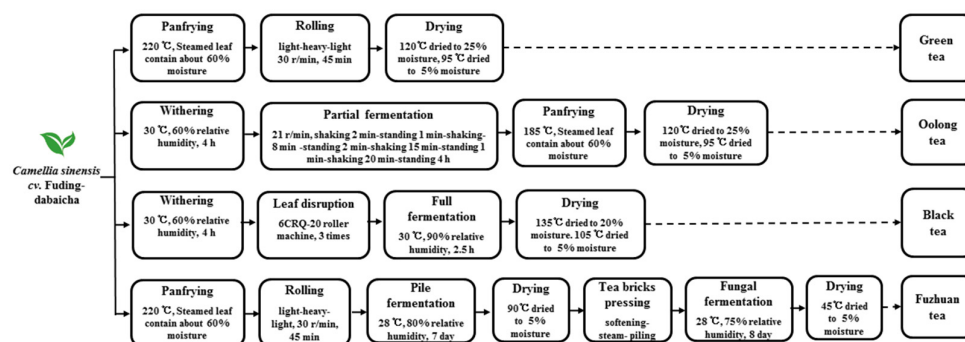 Camellia sinensis
cv. Fuding-
dabaicha
Panfrying
220 ℃, Steamed leaf
contain about 60%
moisture
Rolling
light-heavy-light
30 r/min, 45 min
Drying
120℃ dried to 25%
moisture, 95℃ dried
to 5% moisture
Green
tea
Withering
30℃, 60% relative
humidity, 4 h
Partial fermentation
21 r/min, shaking 2 min-standing 1 min-shaking-
8 min -standing 2 min-shaking 15 min-standing 1
min-shaking 20 min-standing 4 h
Panfrying
185℃, Steamed leaf
contain about 60%
moisture
Drying
120℃ dried to 25%
moisture, 95℃ dried
to 5% moisture
Oolong
tea
Withering
30℃, 60% relative
humidity, 4 h
Leaf disruption
6CRQ-20 roller
machine, 3 times
Full
fermentation
30℃, 90% relative
humidity, 2.5 h
Drying
135℃ dried to 20%
moisture. 105℃ dried
to 5% moisture
Black
tea
Panfrying
220℃, Steamed leaf
contain about 60%
moisture
Rolling
light-heavy-
light, 30 r/min,
45 min
Pile
fermentation
28℃, 80% relative
humidity, 7 day
Drying
90℃ dried
to 5%
moisture
Tea bricks
pressing
softening-
steam- piling
Fungal
fermentation
28℃, 75% relative
humidity, 8 day
Drying
45℃ dried
to 5%
moisture
Fuzhuan
tea